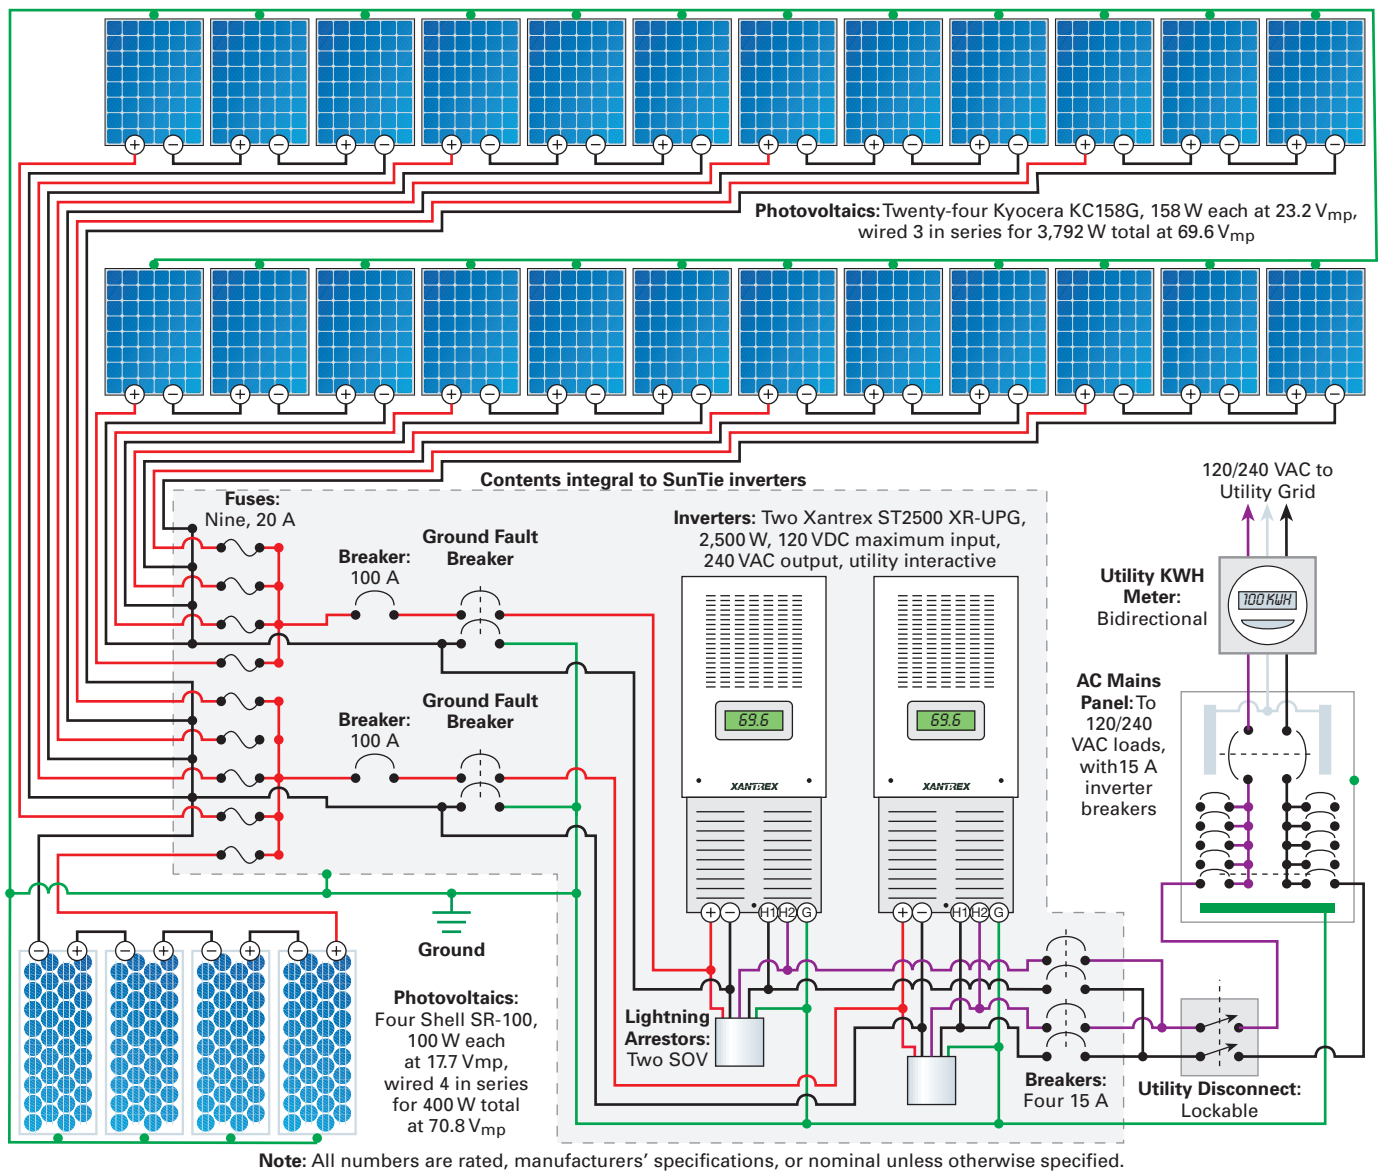 Photovoltaics: Twenty-four Kyocera KC158G, 158 W each at 23.2 Vmp,
wired 3 in series for 3,792 W total at 69.6 Vmp
Contents integral to SunTie inverters
Fuses:
Nine, 20 A
Breaker:
100 A
Ground Fault
Breaker
Inverters: Two Xantrex ST2500 XR-UPG,
2,500 W, 120 VDC maximum input,
240 VAC output, utility interactive
120/240 VAC to
Utility Grid
Utility KWH
Meter:
Bidirectional
100 KWH
Breaker:
100 A
Ground Fault
Breaker
69.6
XANTREX
69.6
XANTREX
AC Mains
Panel: To
120/240
VAC loads,
with 15 A
inverter
breakers
+ − H1 H2 G
+ − H1 H2 G
Ground
Photovoltaics:
Four Shell SR-100,
100 W each
at 17.7 Vmp,
wired 4 in series
for 400 W total
at 70.8 Vmp
Lightning
Arrestors:
Two SOV
Breakers:
Four 15 A
Utility Disconnect:
Lockable
Note: All numbers are rated, manufacturers’ specifications, or nominal unless otherwise specified.